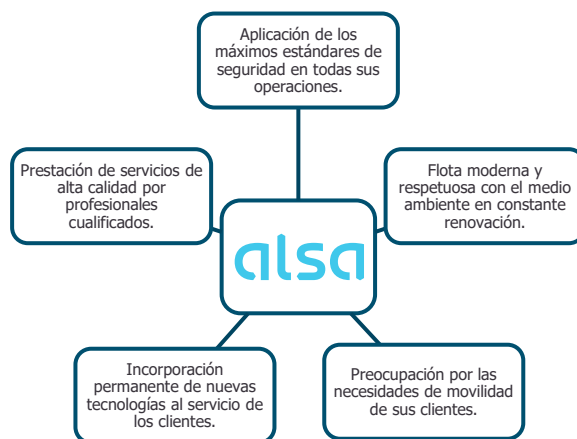 Aplicación de los
máximos estándares de
seguridad en todas sus
operaciones.
Prestación de servicios de
alta calidad por
profesionales
cualificados.
Flota moderna y
respetuosa con el medio
ambiente en constante
renovación.
alsa
Incorporación
permanente de nuevas
tecnologías al servicio de
los clientes.
Preocupación por las
necesidades de movilidad
de sus clientes.